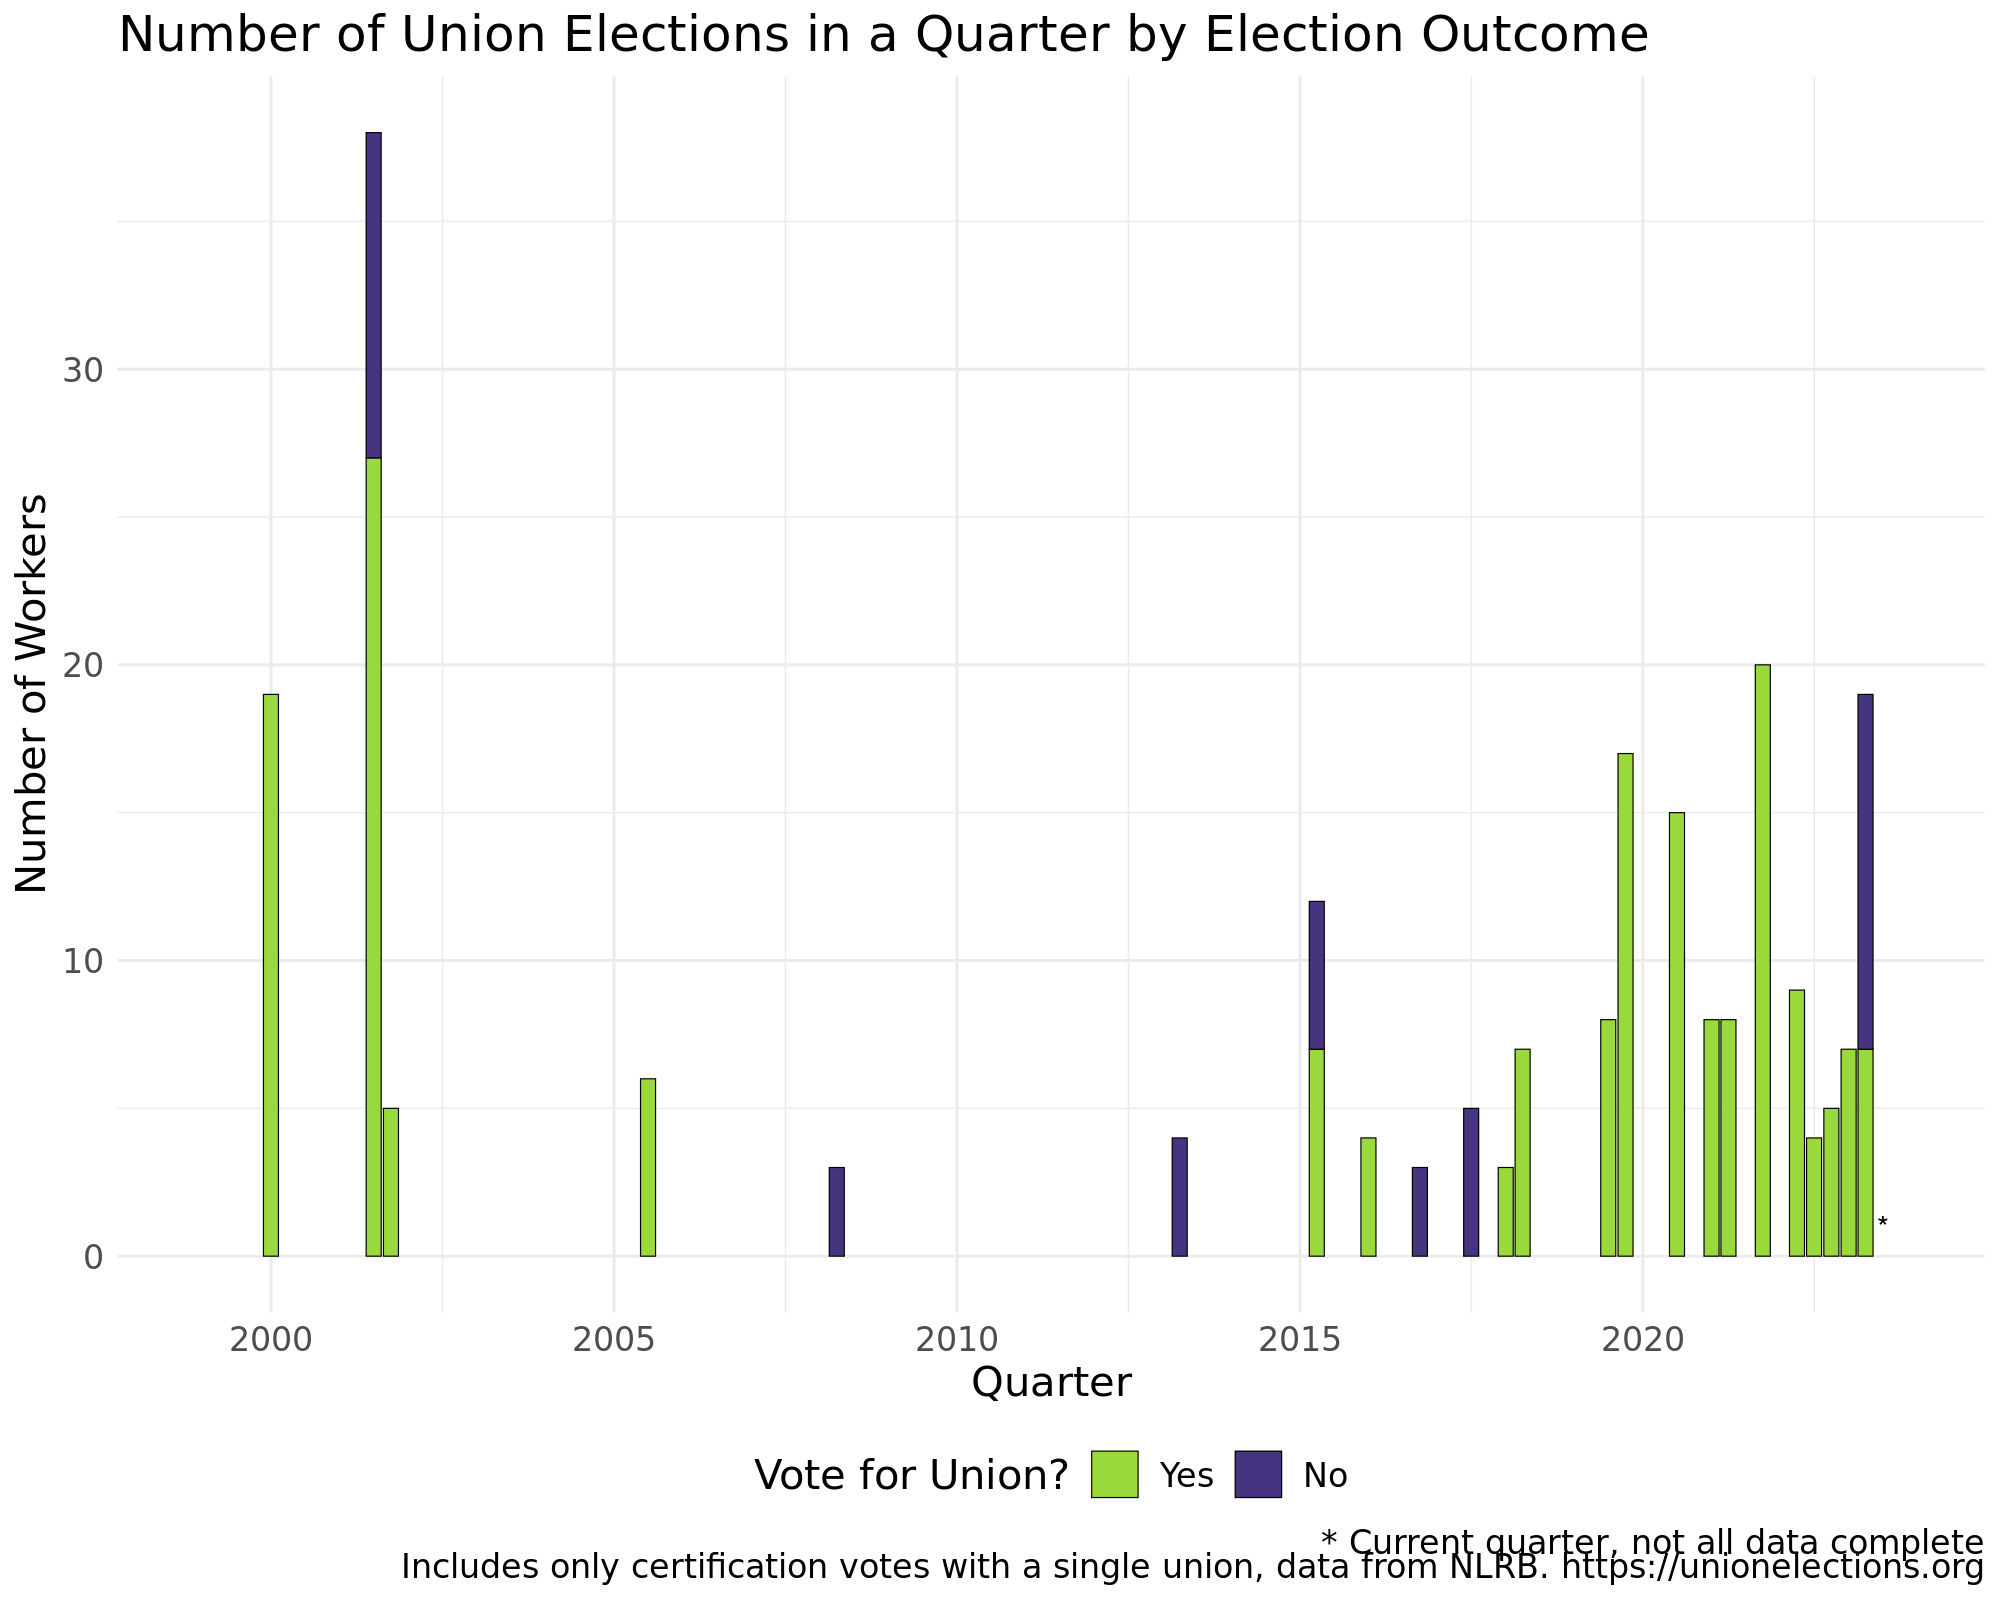 Number of Union Elections in a Quarter by Election Outcome
Number of Workers
30
20
10
0
*
2000 2005 2010 2015 2020
Quarter
Vote for Union? Yes No
* Current quarter, not all data complete
Includes only certification votes with a single union, data from NLRB. https://unionelections.org